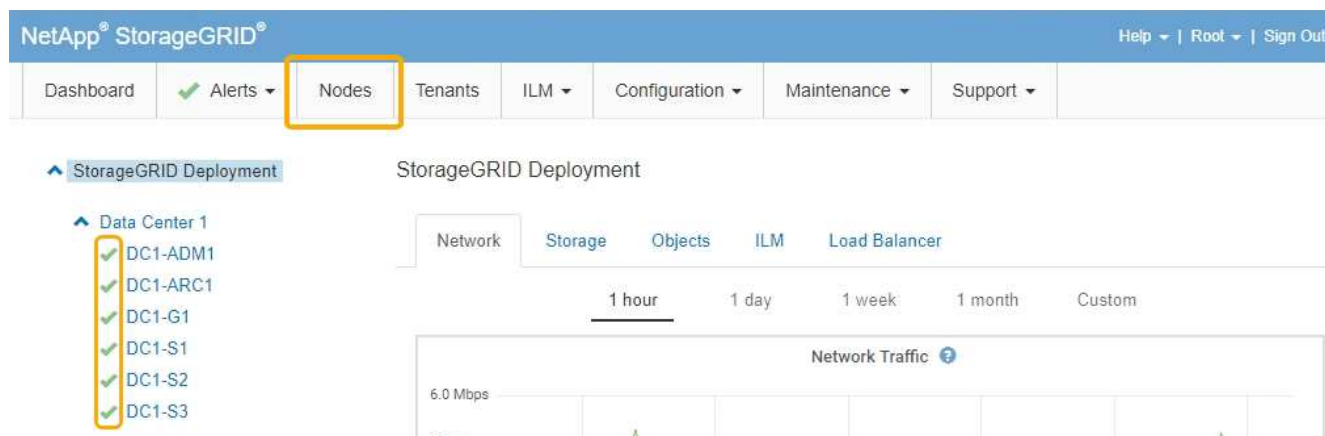 NetApp® StorageGRID® Help | Root | Sign Out
Dashboard Alerts Nodes Tenants ILM Configuration Maintenance Support
StorageGRID Deployment
Data Center 1
DC1-ADM1
DC1-ARC1
DC1-G1
DC1-S1
DC1-S2
DC1-S3
StorageGRID Deployment
Network Storage Objects ILM Load Balancer
1 hour 1 day 1 week 1 month Custom
Network Traffic ?
6.0 Mbps